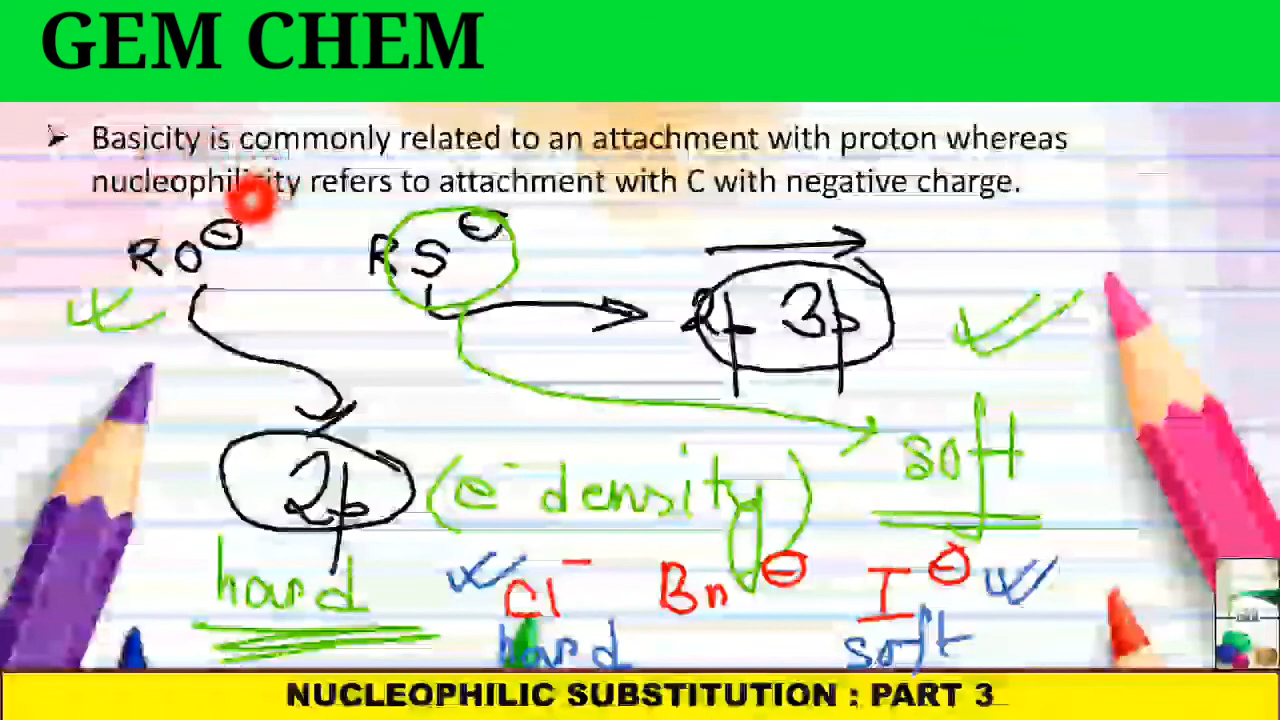 GEM CHEM
➢ Basicity is commonly related to an attachment with proton whereas
nucleophilicity refers to attachment with C with negative charge.
RO⊖ RS⊖
2p 3p
2p (e⁻ density) soft
hard
Cl⁻ Br⊖ I⊖
hard soft
NUCLEOPHILIC SUBSTITUTION : PART 3